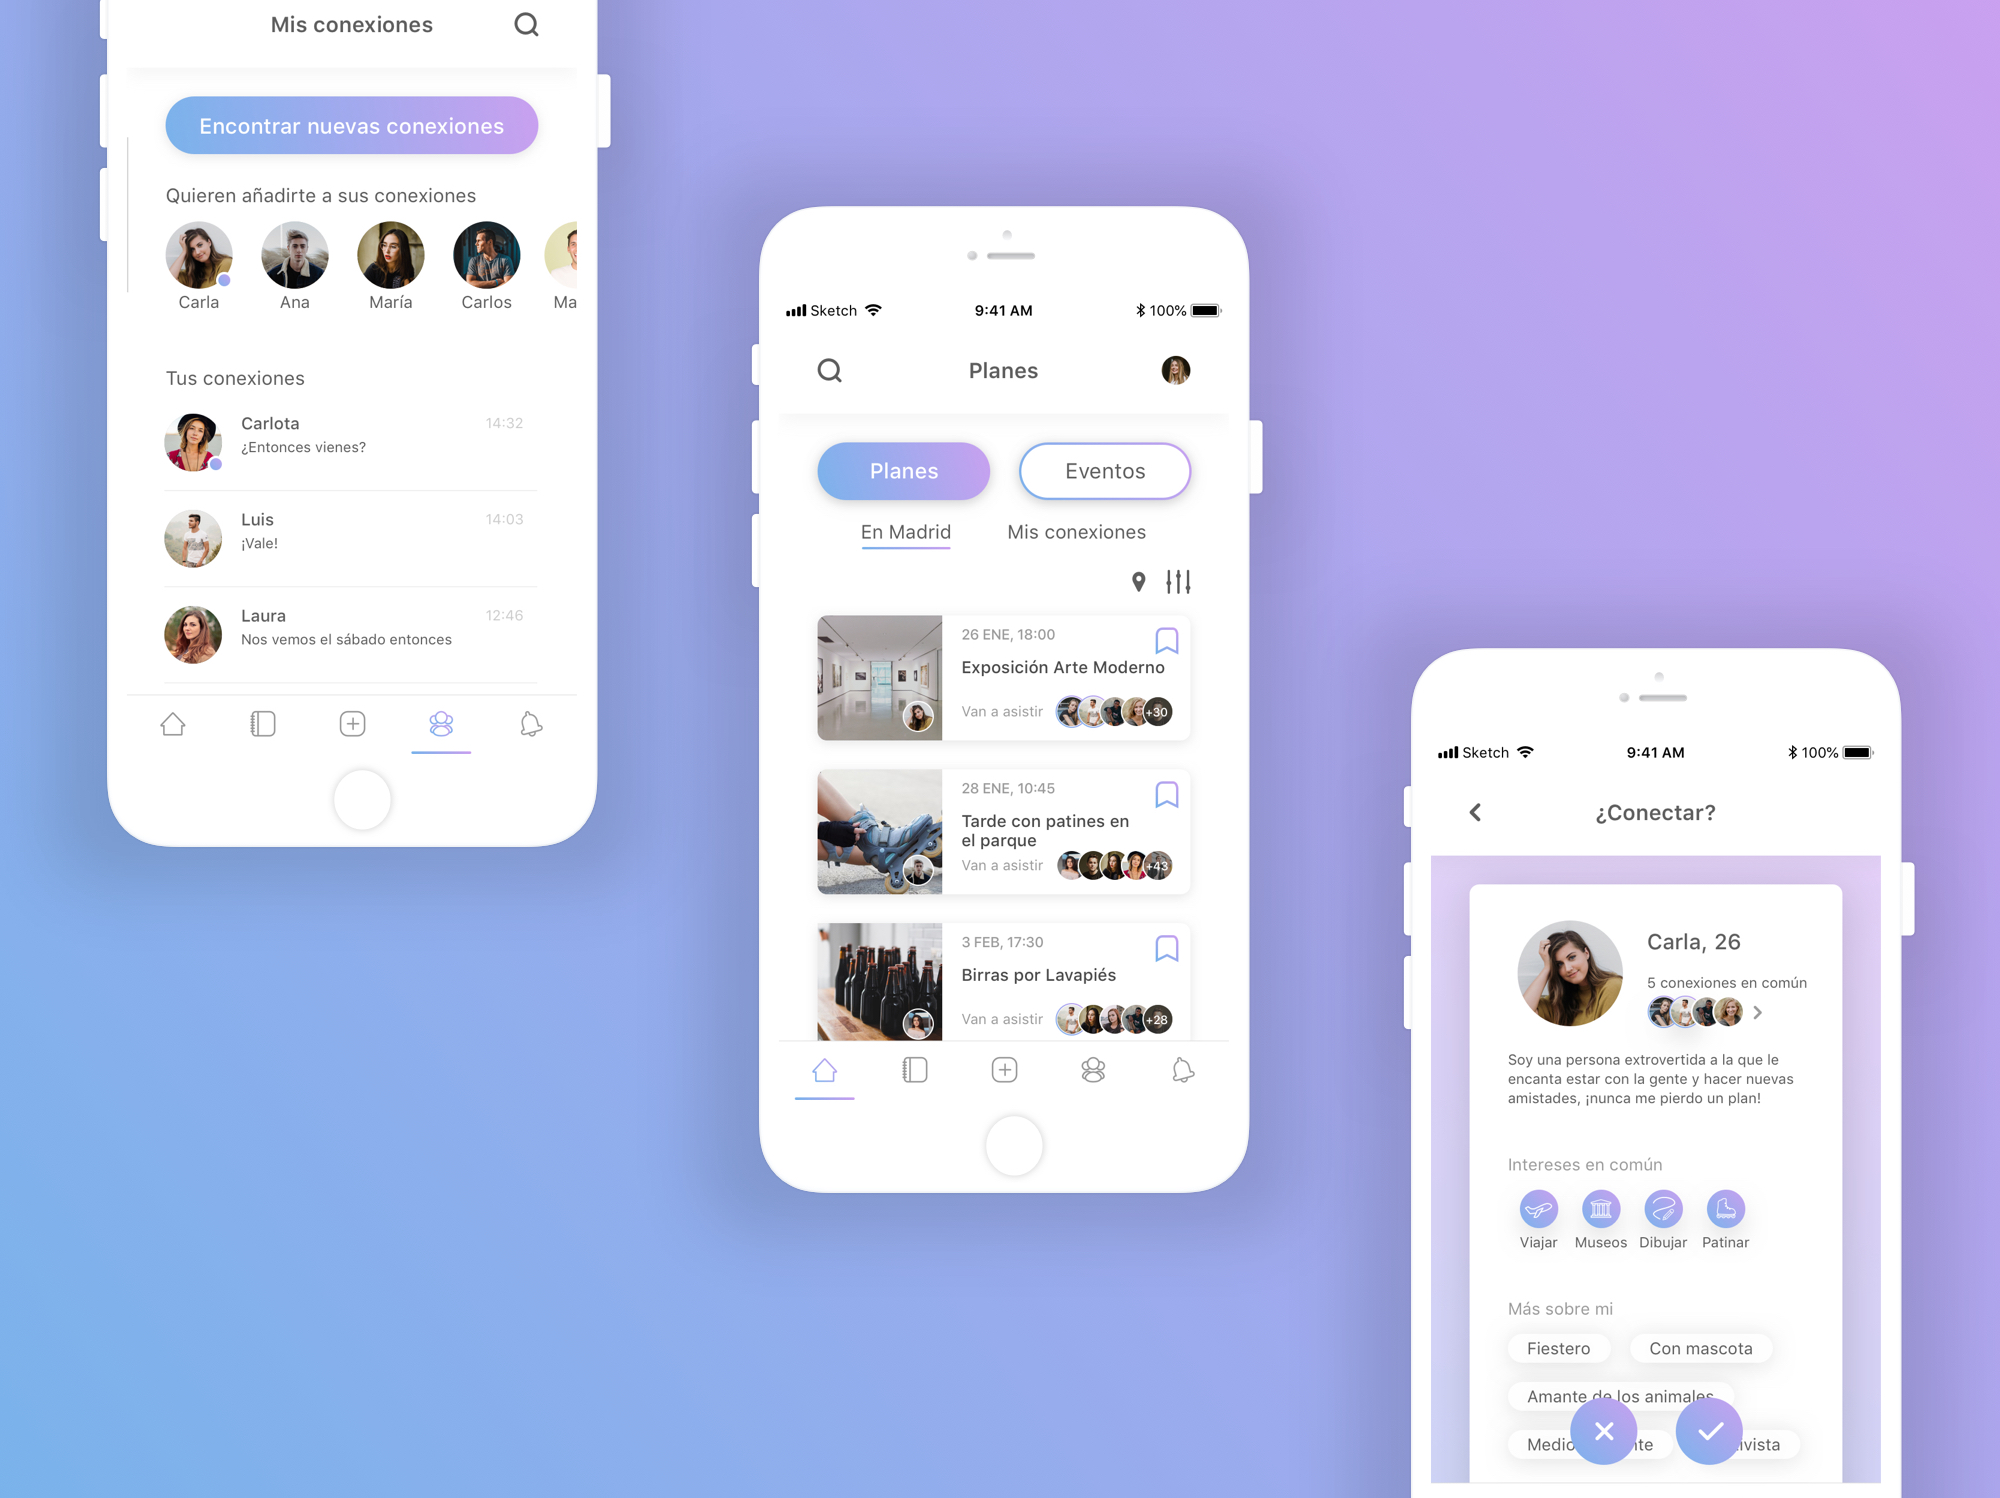 Mis conexiones
Encontrar nuevas conexiones
Quieren añadirte a sus conexiones
Carla
Ana
María
Carlos
Ma
Tus conexiones
Carlota
14:32
¿Entonces vienes?
Luis
14:03
¡Vale!
Laura
12:46
Nos vemos el sábado entonces
Sketch
9:41 AM
100%
Planes
Planes
Eventos
En Madrid
Mis conexiones
26 ENE, 18:00
Exposición Arte Moderno
Van a asistir
+30
28 ENE, 10:45
Tarde con patines en
el parque
Van a asistir
+43
3 FEB, 17:30
Birras por Lavapiés
Van a asistir
+28
Sketch
9:41 AM
100%
¿Conectar?
Carla, 26
5 conexiones en común
Soy una persona extrovertida a la que le
encanta estar con la gente y hacer nuevas
amistades, ¡nunca me pierdo un plan!
Intereses en común
Viajar
Museos
Dibujar
Patinar
Más sobre mi
Fiestero
Con mascota
Amante de los animales